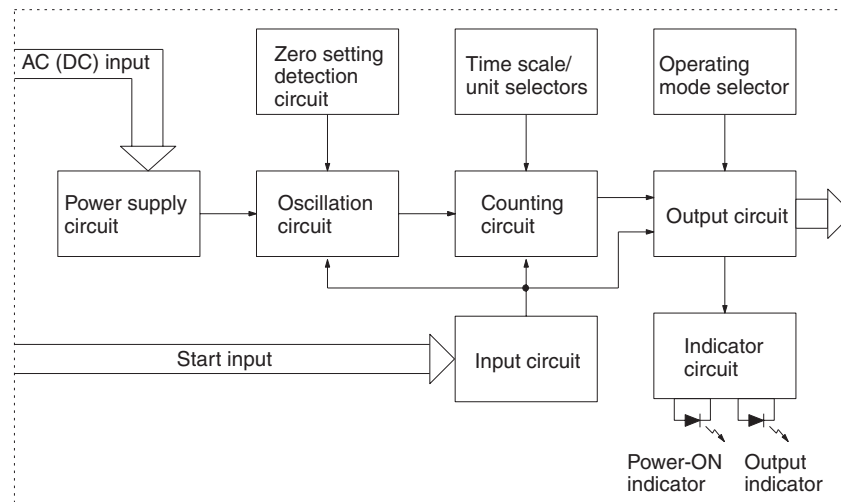 AC (DC) input
Zero setting
detection
circuit
Time scale/
unit selectors
Operating
mode selector
Power supply
circuit
Oscillation
circuit
Counting
circuit
Output circuit
Start input
Input circuit
Indicator
circuit
Power-ON
indicator
Output
indicator